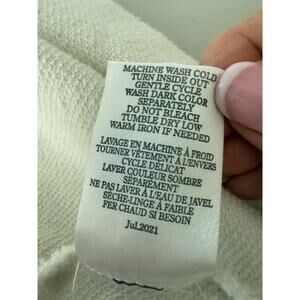 MACHINE WASH COLD
TURN INSIDE OUT
GENTLE CYCLE
WASH DARK COLOR
SEPARATELY
DO NOT BLEACH
TUMBLE DRY LOW
WARM IRON IF NEEDED
LAVAGE EN MACHINE À FROID
TOURNER VÊTEMENT À L'ENVERS
CYCLE DÉLICAT
LAVER COULEUR SOMBRE
SÉPARÉMENT
NE PAS LAVER À L'EAU DE JAVEL
SÈCHE-LINGE À FAIBLE
FER CHAUD SI BESOIN
Jul.2021